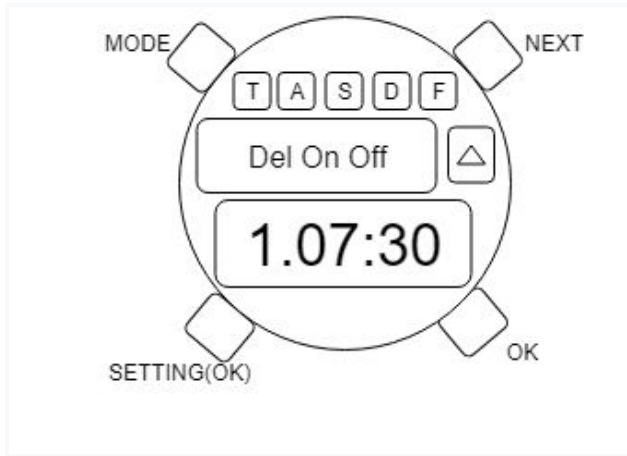 MODE NEXT
T A S D F
Del On Off
1.07:30
SETTING(OK) OK